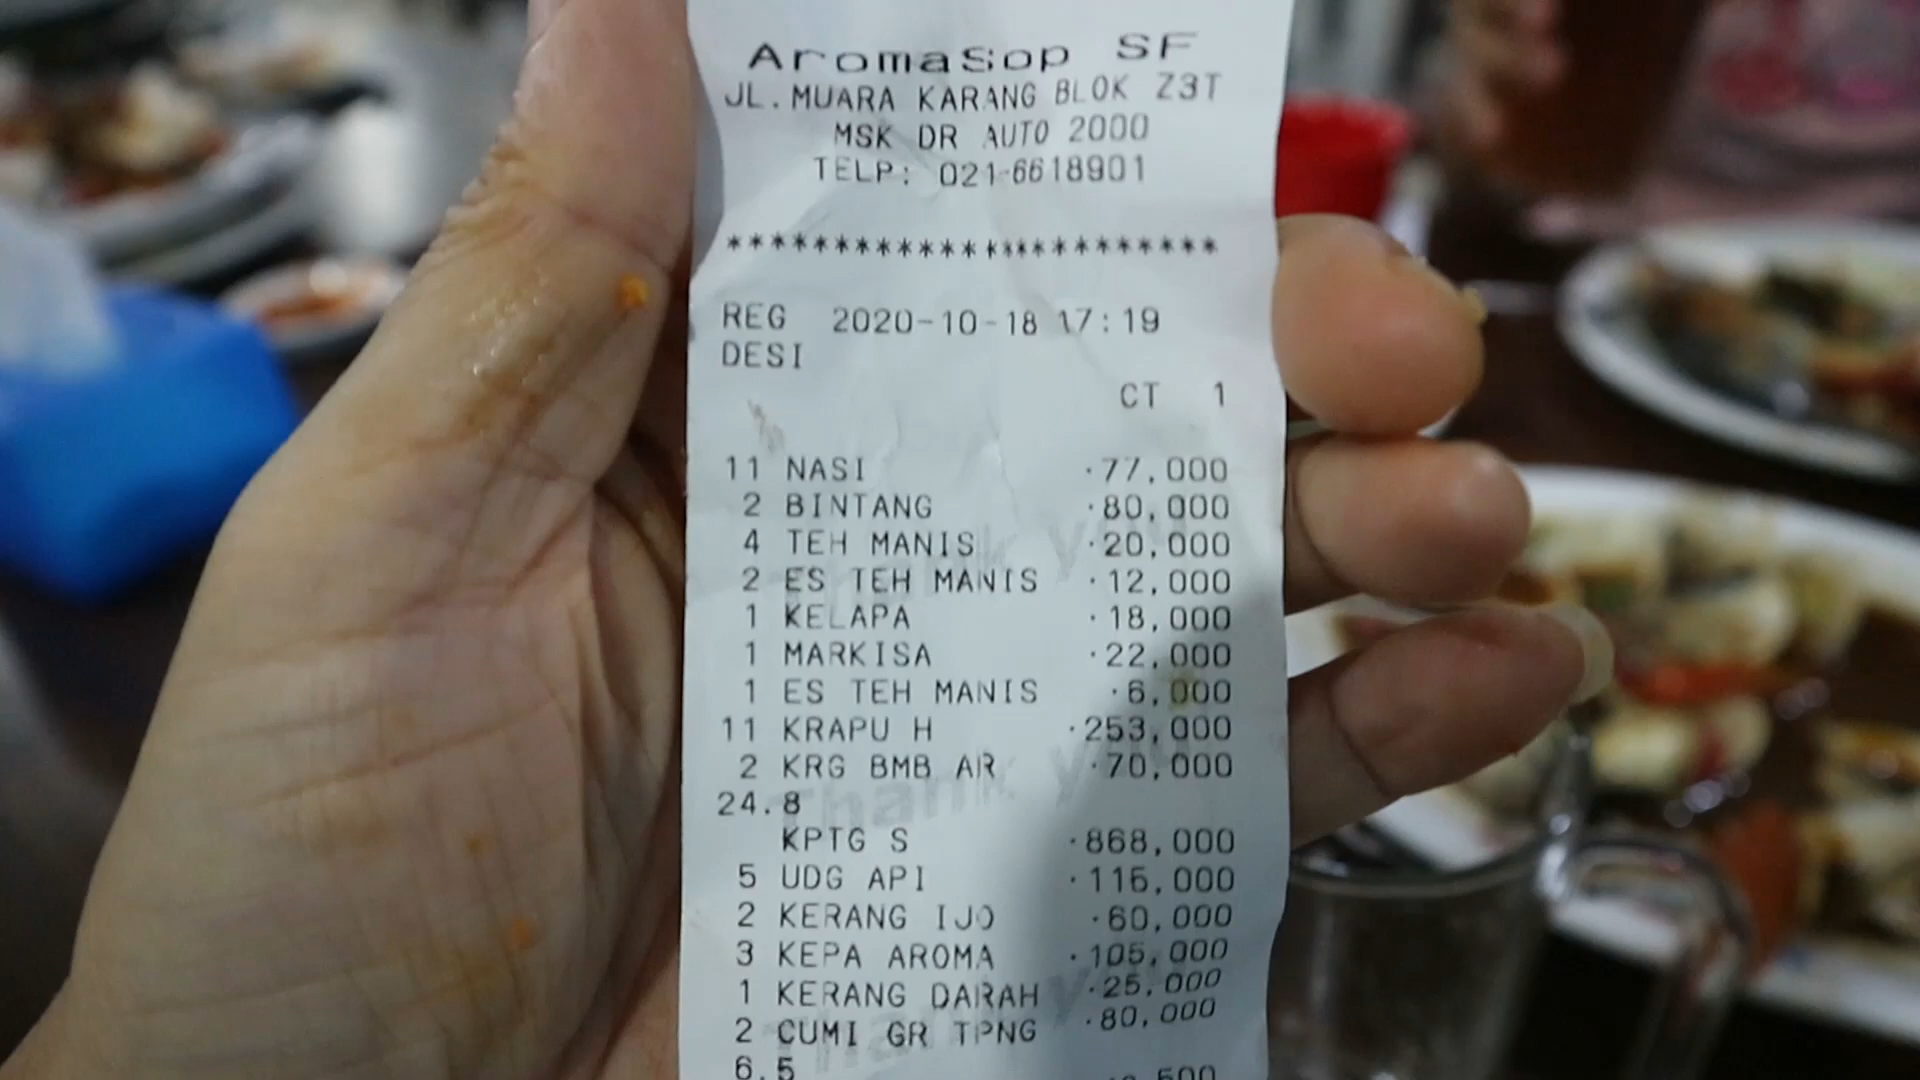 AromaSop SF
JL.MUARA KARANG BLOK Z3T
MSK DR AUTO 2000
TELP: 021-6618901
************************
REG 2020-10-18 17:19
DESI
CT 1
11 NASI ·77,000
2 BINTANG ·80,000
4 TEH MANIS ·20,000
2 ES TEH MANIS ·12,000
1 KELAPA ·18,000
1 MARKISA ·22,000
1 ES TEH MANIS ·6,000
11 KRAPU H ·253,000
2 KRG BMB AR ·70,000
24.8
KPTG S ·868,000
5 UDG API ·115,000
2 KERANG IJO ·60,000
3 KEPA AROMA ·105,000
1 KERANG DARAH ·25,000
2 CUMI GR TPNG ·80,000
6.5